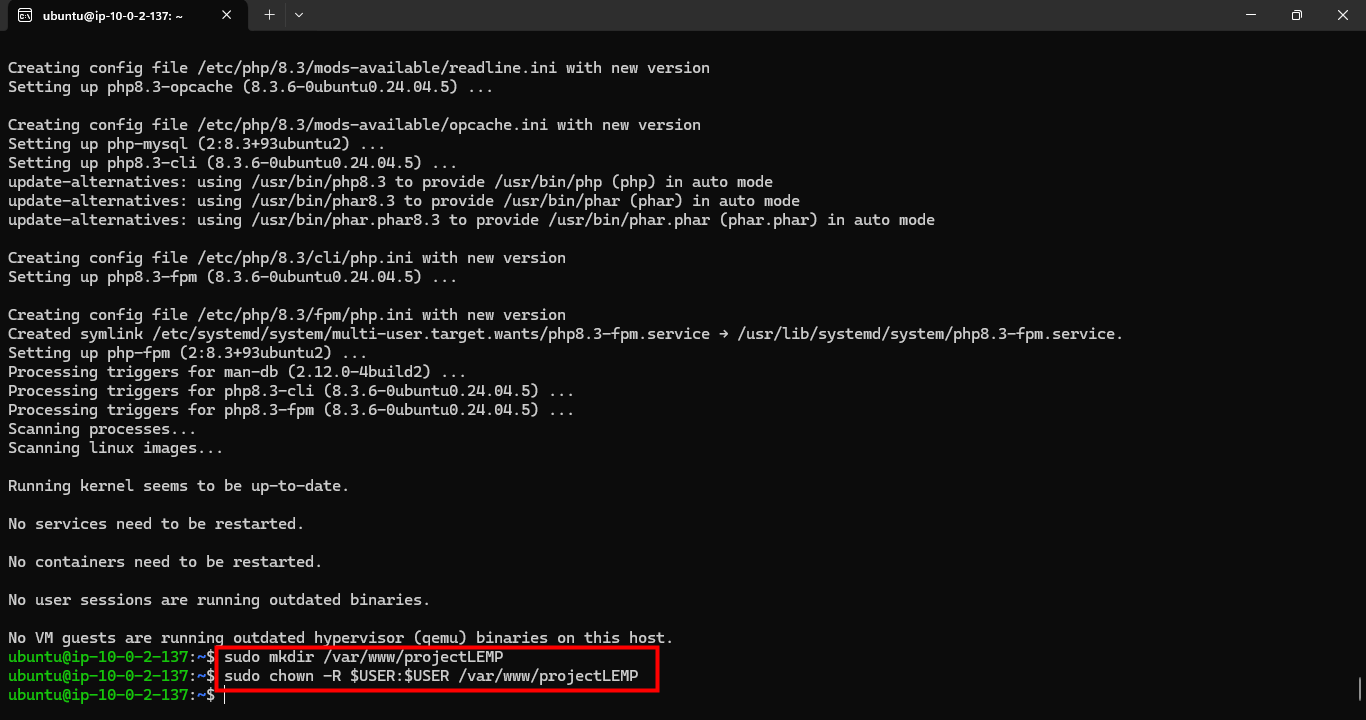 ubuntu@ip-10-0-2-137: ~
Creating config file /etc/php/8.3/mods-available/readline.ini with new version
Setting up php8.3-opcache (8.3.6-0ubuntu0.24.04.5) ...
Creating config file /etc/php/8.3/mods-available/opcache.ini with new version
Setting up php-mysql (2:8.3+93ubuntu2) ...
Setting up php8.3-cli (8.3.6-0ubuntu0.24.04.5) ...
update-alternatives: using /usr/bin/php8.3 to provide /usr/bin/php (php) in auto mode
update-alternatives: using /usr/bin/phar8.3 to provide /usr/bin/phar (phar) in auto mode
update-alternatives: using /usr/bin/phar.phar8.3 to provide /usr/bin/phar.phar (phar.phar) in auto mode
Creating config file /etc/php/8.3/cli/php.ini with new version
Setting up php8.3-fpm (8.3.6-0ubuntu0.24.04.5) ...
Creating config file /etc/php/8.3/fpm/php.ini with new version
Created symlink /etc/systemd/system/multi-user.target.wants/php8.3-fpm.service → /usr/lib/systemd/system/php8.3-fpm.service.
Setting up php-fpm (2:8.3+93ubuntu2) ...
Processing triggers for man-db (2.12.0-4build2) ...
Processing triggers for php8.3-cli (8.3.6-0ubuntu0.24.04.5) ...
Processing triggers for php8.3-fpm (8.3.6-0ubuntu0.24.04.5) ...
Scanning processes...
Scanning linux images...
Running kernel seems to be up-to-date.
No services need to be restarted.
No containers need to be restarted.
No user sessions are running outdated binaries.
No VM guests are running outdated hypervisor (qemu) binaries on this host.
ubuntu@ip-10-0-2-137:~$ sudo mkdir /var/www/projectLEMP
ubuntu@ip-10-0-2-137:~$ sudo chown -R $USER:$USER /var/www/projectLEMP
ubuntu@ip-10-0-2-137:~$